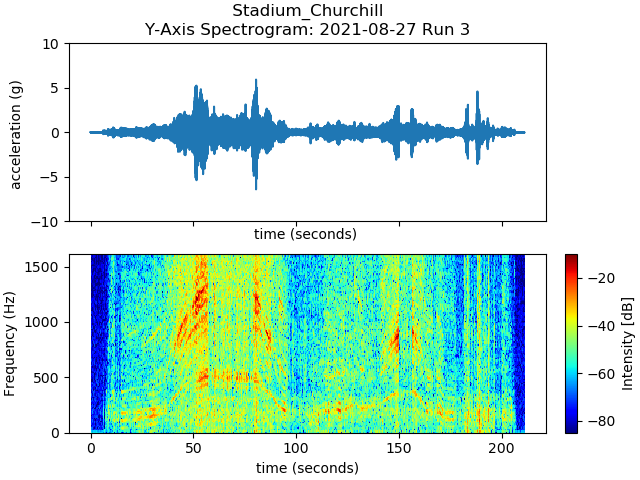 Stadium_Churchill
Y-Axis Spectrogram: 2021-08-27 Run 3
10
5
0
−5
−10
acceleration (g)
time (seconds)
1500
1000
500
0
Frequency (Hz)
0 50 100 150 200
time (seconds)
−20
−40
−60
−80
Intensity [dB]